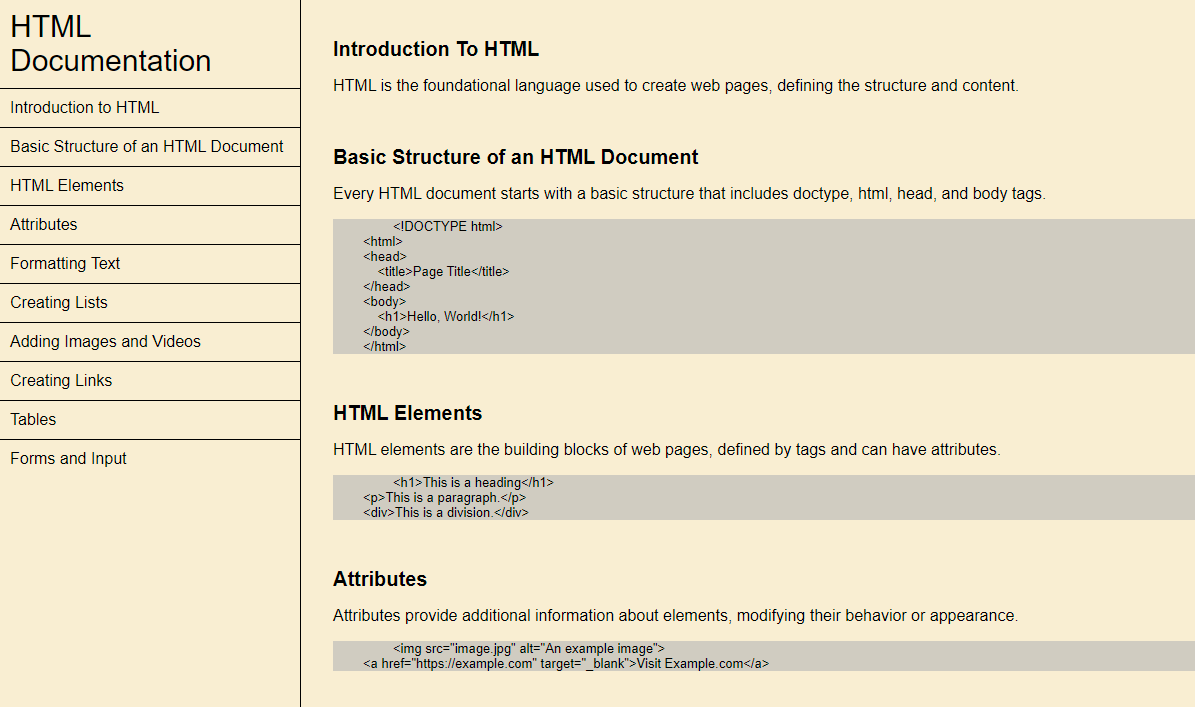 HTML
Documentation
Introduction to HTML
Basic Structure of an HTML Document
HTML Elements
Attributes
Formatting Text
Creating Lists
Adding Images and Videos
Creating Links
Tables
Forms and Input
Introduction To HTML
HTML is the foundational language used to create web pages, defining the structure and content.
Basic Structure of an HTML Document
Every HTML document starts with a basic structure that includes doctype, html, head, and body tags.
<!DOCTYPE html>
<html>
<head>
<title>Page Title</title>
</head>
<body>
<h1>Hello, World!</h1>
</body>
</html>
HTML Elements
HTML elements are the building blocks of web pages, defined by tags and can have attributes.
<h1>This is a heading</h1>
<p>This is a paragraph.</p>
<div>This is a division.</div>
Attributes
Attributes provide additional information about elements, modifying their behavior or appearance.
<img src="image.jpg" alt="An example image">
<a href="https://example.com" target="_blank">Visit Example.com</a>